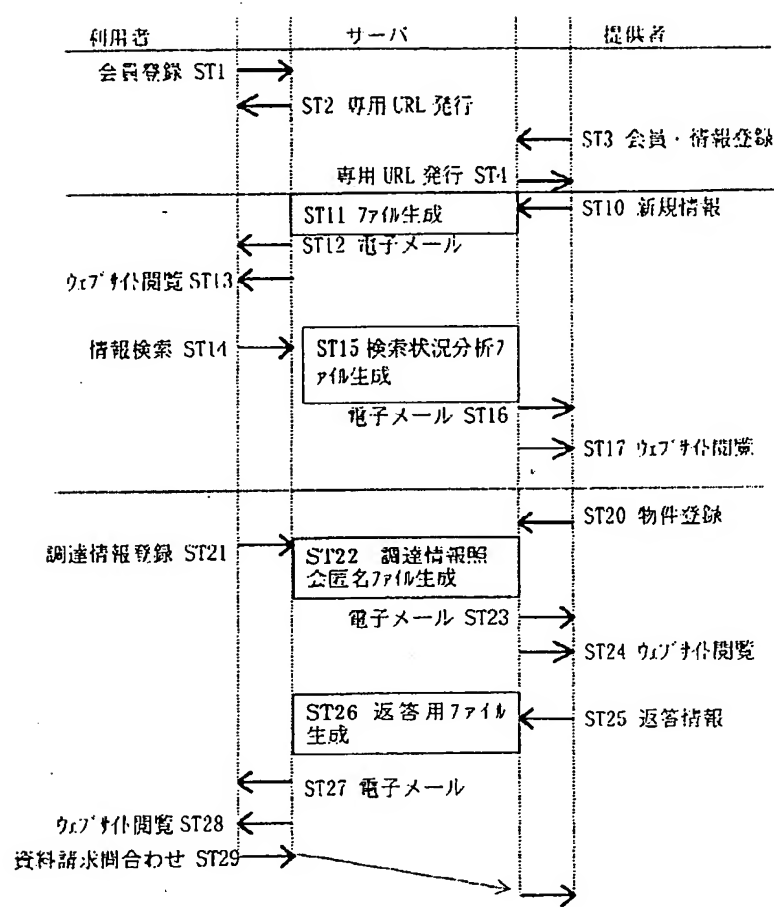 利用者 サーバ 提供者
会員登録 ST1
ST2 専用 URL 発行
ST3 会員・情報登録
専用 URL 発行 ST4
ST11 ファイル生成
ST10 新規情報
ST12 電子メール
ウェブサイト閲覧 ST13
情報検索 ST14
ST15 検索状況分析フ
ァイル生成
電子メール ST16
ST17 ウェブサイト閲覧
ST20 物件登録
調達情報登録 ST21
ST22 調達情報照
会匿名ファイル生成
電子メール ST23
ST24 ウェブサイト閲覧
ST26 返答用ファイル
生成
ST25 返答情報
ST27 電子メール
ウェブサイト閲覧 ST28
資料請求問合わせ ST29